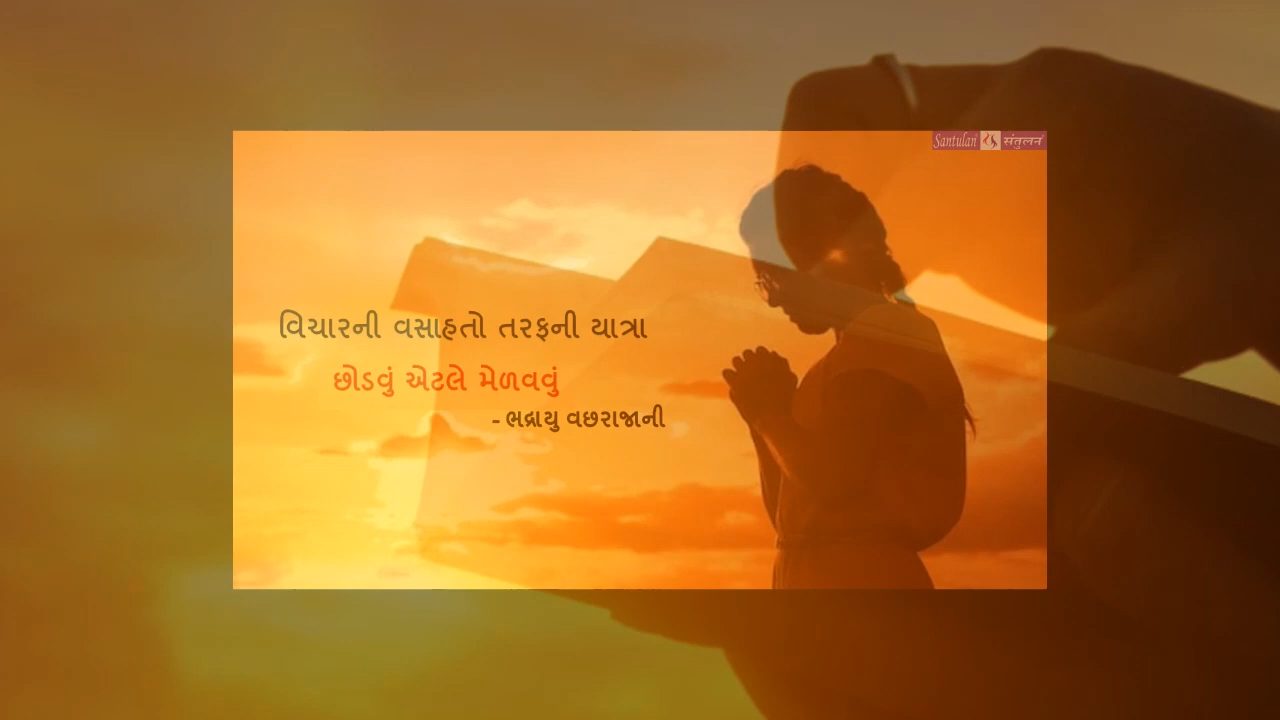 Santulan संतुलन
વિચારની વસાહતો તરફની યાત્રા
છોડવું એટલે મેળવવું
- ભદ્રાયુ વછરાજાની